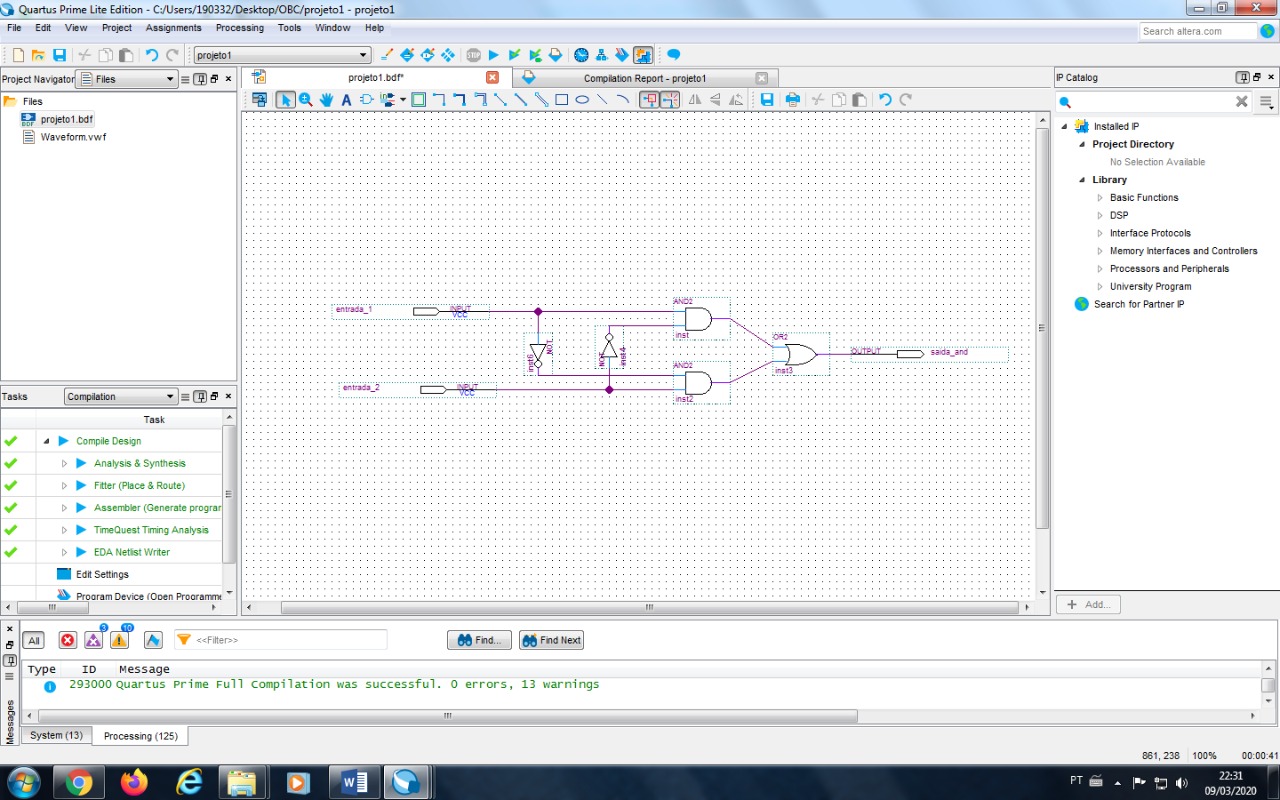 Quartus Prime Lite Edition - C:/Users/190332/Desktop/OBC/projeto1 - projeto1
File Edit View Project Assignments Processing Tools Window Help
Search altera.com
projeto1
Project Navigator Files
Files
projeto1.bdf
Waveform.vwf
Tasks Compilation
Task
Compile Design
Analysis & Synthesis
Fitter (Place & Route)
Assembler (Generate prograr
TimeQuest Timing Analysis
EDA Netlist Writer
Edit Settings
Program Device (Open Programme
projeto1.bdf*
Compilation Report - projeto1
entrada_1
INPUT
VCC
entrada_2
INPUT
VCC
NOT
inst6
NOT
inst4
AND2
inst
AND2
inst2
OR2
inst3
OUTPUT
saida_and
IP Catalog
Installed IP
Project Directory
No Selection Available
Library
Basic Functions
DSP
Interface Protocols
Memory Interfaces and Controllers
Processors and Peripherals
University Program
Search for Partner IP
+ Add...
Messages
All
3
10
<<Filter>>
Find...
Find Next
Type ID Message
293000 Quartus Prime Full Compilation was successful. 0 errors, 13 warnings
System (13)
Processing (125)
861, 238 100% 00:00:41
PT
22:31
09/03/2020